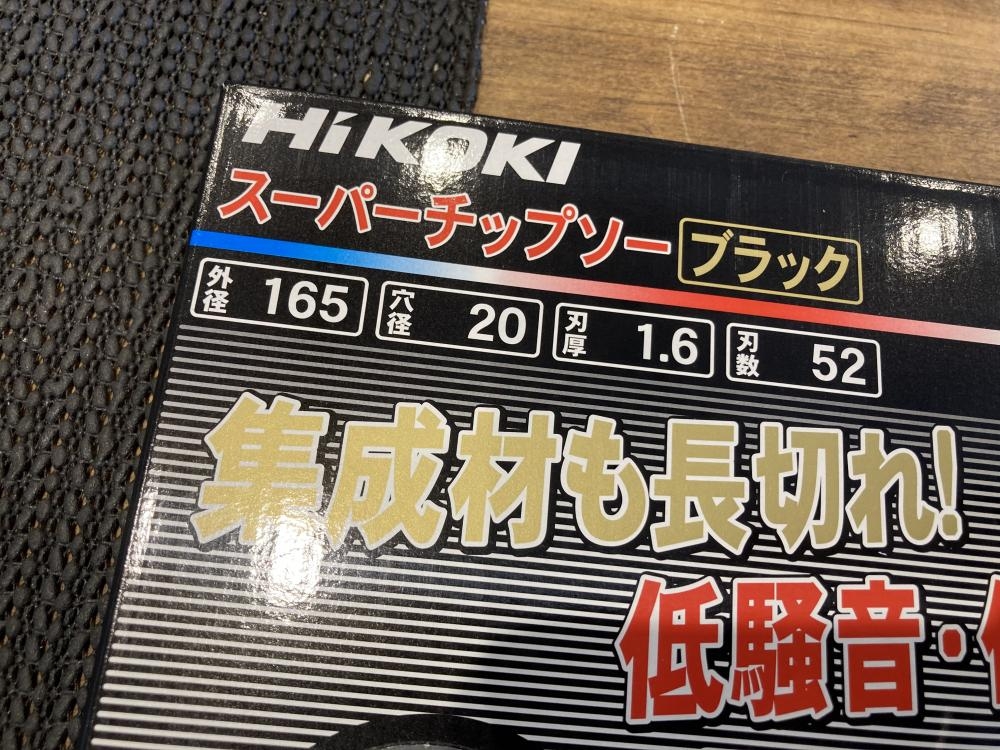 HiKOKI
スーパーチップソー ブラック
外径 165 穴径 20 刃厚 1.6 刃数 52
集成材も長切れ!
低騒音・